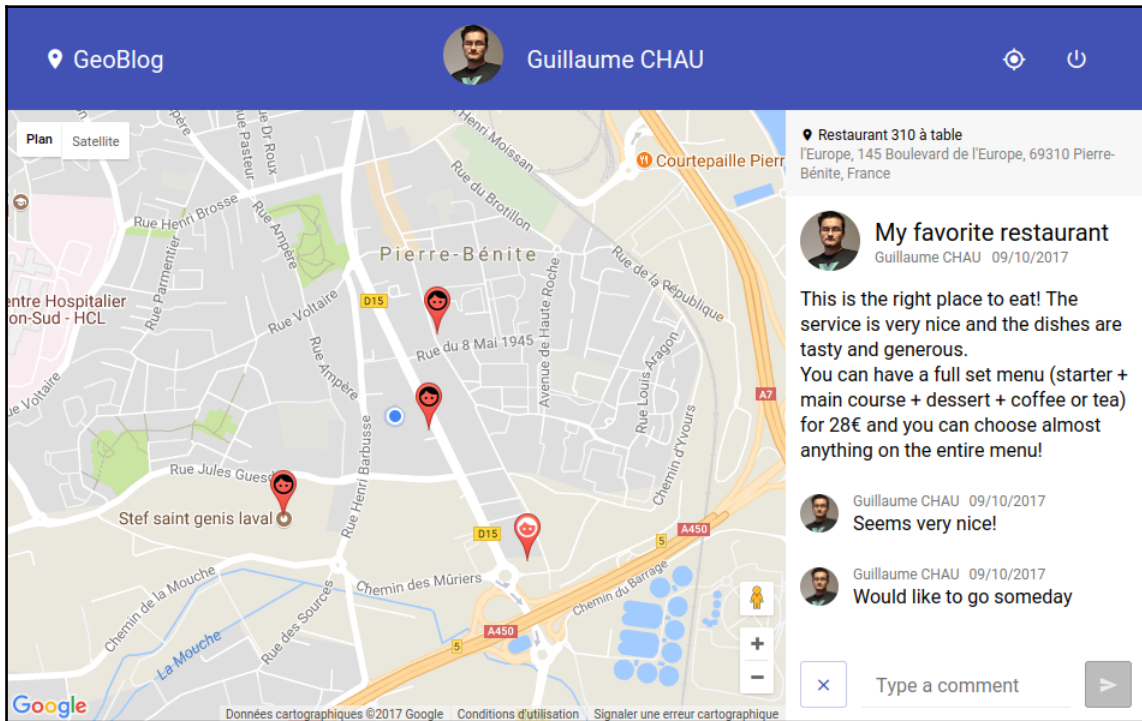 GeoBlog
Guillaume CHAU
Plan
Satellite
Rue Pasteur
Rue Dr Roux
Henri Moissan
Courtepaille Pierr
Rue du Brotillon
Rue Henri Brosse
Rue Ampère
Pierre-Bénite
Rue de la République
Rue Parmentier
entre Hospitalier
on-Sud - HCL
Rue Voltaire
D15
Rue du 8 Mai 1945
Avenue de Haute Roche
Rue Louis Aragon
Rue Ampère
ue Voltaire
A7
Rue Henri Barbusse
Chemin d'Yvours
Rue Jules Guesd
Stef saint genis laval
D15
A450
5
Chemin de la Mouche
Chemin des Mûriers
Chemin du Barrage
La Mouche
Rue des Sources
A450
5
Google
Données cartographiques ©2017 Google
Conditions d'utilisation
Signaler une erreur cartographique
Restaurant 310 à table
l'Europe, 145 Boulevard de l'Europe, 69310 Pierre-
Bénite, France
My favorite restaurant
Guillaume CHAU 09/10/2017
This is the right place to eat! The
service is very nice and the dishes are
tasty and generous.
You can have a full set menu (starter +
main course + dessert + coffee or tea)
for 28€ and you can choose almost
anything on the entire menu!
Guillaume CHAU 09/10/2017
Seems very nice!
Guillaume CHAU 09/10/2017
Would like to go someday
Type a comment